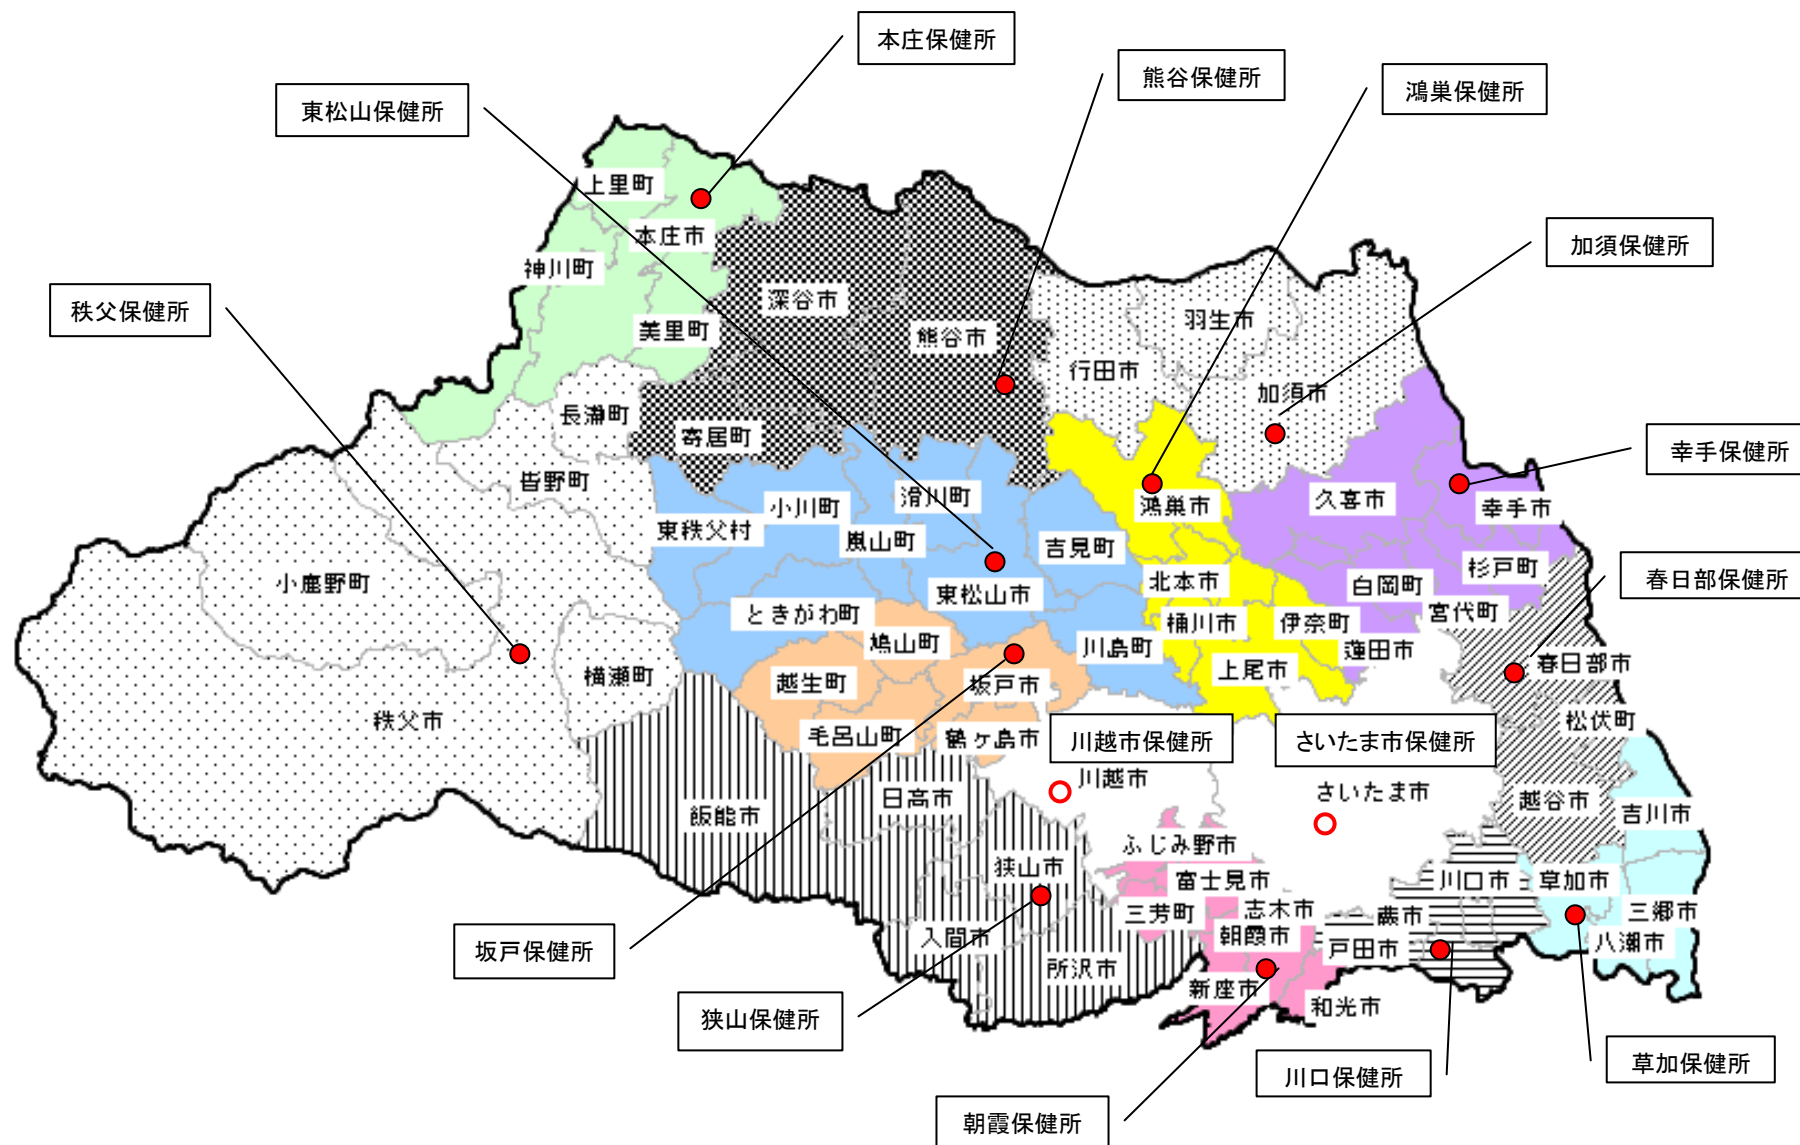 本庄保健所
熊谷保健所
鴻巣保健所
東松山保健所
上里町
本庄市
加須保健所
神川町
秩父保健所
深谷市
美里町
熊谷市
羽生市
行田市
加須市
長瀞町
寄居町
幸手保健所
皆野町
小川町
滑川町
鴻巣市
久喜市
幸手市
東秩父村
嵐山町
吉見町
小鹿野町
東松山市
北本市
白岡町
杉戸町
春日部保健所
ときがわ町
宮代町
桶川市
伊奈町
鳩山町
川島町
蓮田市
春日部市
横瀬町
越生町
坂戸市
上尾市
秩父市
松伏町
毛呂山町
鶴ヶ島市
川越市保健所
さいたま市保健所
川越市
さいたま市
日高市
越谷市
飯能市
吉川市
ふじみ野市
狭山市
富士見市
川口市
草加市
三芳町
志木市
蕨市
三郷市
朝霞市
入間市
戸田市
八潮市
坂戸保健所
所沢市
新座市
和光市
狭山保健所
草加保健所
川口保健所
朝霞保健所